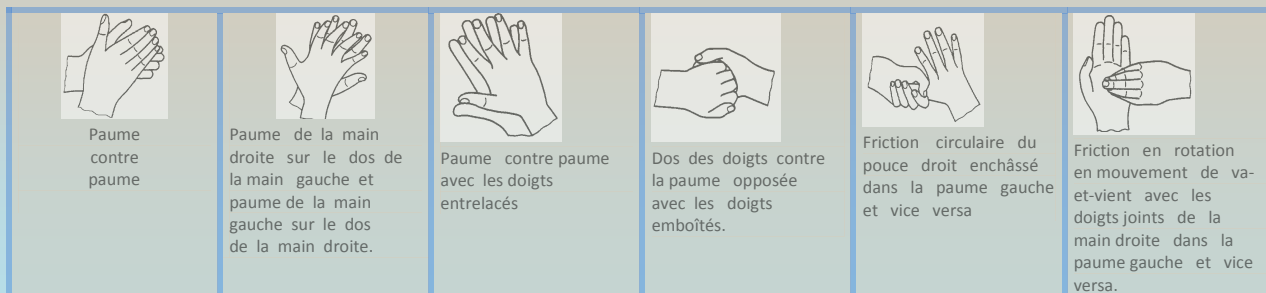 Paume
contre
paume
Paume de la main
droite sur le dos de
la main gauche et
paume de la main
gauche sur le dos
de la main droite.
Paume contre paume
avec les doigts
entrelacés
Dos des doigts contre
la paume opposée
avec les doigts
emboîtés.
Friction circulaire du
pouce droit enchâssé
dans la paume gauche
et vice versa
Friction en rotation
en mouvement de va-
et-vient avec les
doigts joints de la
main droite dans la
paume gauche et vice
versa.